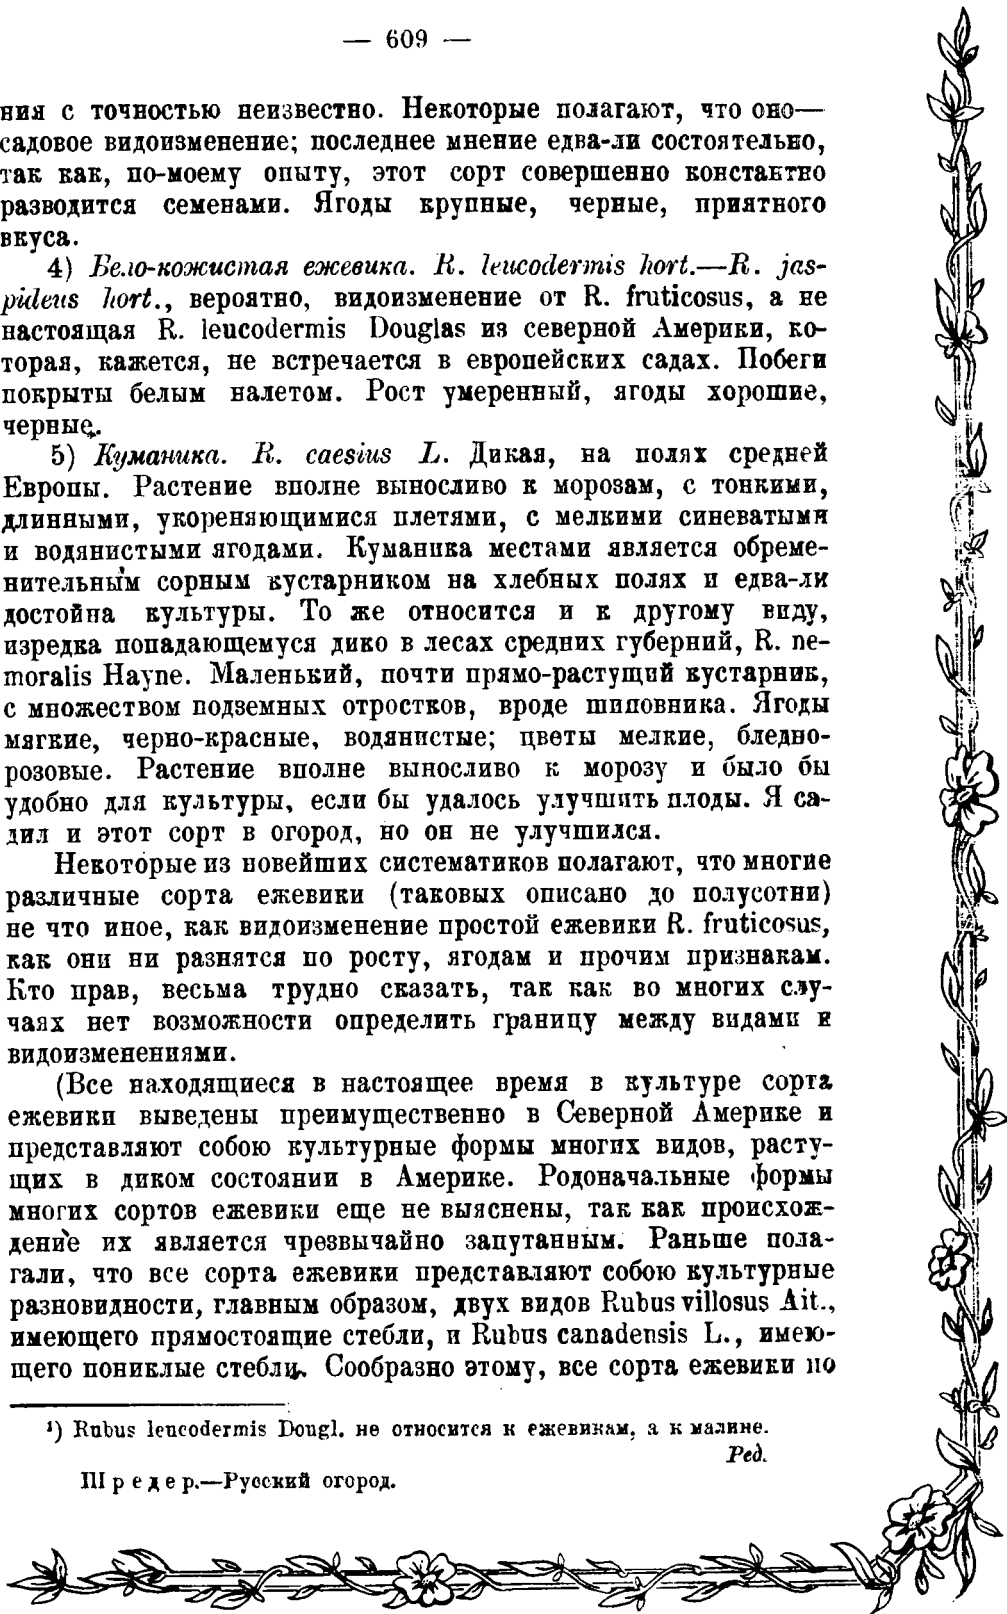 — 609 —
ния с точностью неизвестно. Некоторые полагают, что оно—
садовое видоизменение; последнее мнение едва-ли состоятельно,
так как, по-моему опыту, этот сорт совершенно константно
разводится семенами. Ягоды крупные, черные, приятного
вкуса.
4) Бело-кожистая ежевика. R. leucodermis hort.—R. jas-
pideus hort., вероятно, видоизменение от R. fruticosus, а не
настоящая R. leucodermis Douglas из северной Америки, ко-
торая, кажется, не встречается в европейских садах. Побеги
покрыты белым налетом. Рост умеренный, ягоды хорошие,
черные.
5) Куманика. R. caesius L. Дикая, на полях средней
Европы. Растение вполне выносливо к морозам, с тонкими,
длинными, укореняющимися плетями, с мелкими синеватыми
и водянистыми ягодами. Куманика местами является обреме-
нительным сорным кустарником на хлебных полях и едва-ли
достойна культуры. То же относится и к другому виду,
изредка попадающемуся дико в лесах средних губерний, R. ne-
moralis Hayne. Маленький, почти прямо-растущий кустарник,
с множеством подземных отростков, вроде шиповника. Ягоды
мягкие, черно-красные, водянистые; цветы мелкие, бледно-
розовые. Растение вполне выносливо к морозу и было бы
удобно для культуры, если бы удалось улучшить плоды. Я са-
дил и этот сорт в огород, но он не улучшился.
Некоторые из новейших систематиков полагают, что многие
различные сорта ежевики (таковых описано до полусотни)
не что иное, как видоизменение простой ежевики R. fruticosus,
как они ни разнятся по росту, ягодам и прочим признакам.
Кто прав, весьма трудно сказать, так как во многих слу-
чаях нет возможности определить границу между видами и
видоизменениями.
(Все находящиеся в настоящее время в культуре сорта
ежевики выведены преимущественно в Северной Америке и
представляют собою культурные формы многих видов, расту-
щих в диком состоянии в Америке. Родоначальные формы
многих сортов ежевики еще не выяснены, так как происхож-
дение их является чрезвычайно запутанным. Раньше пола-
гали, что все сорта ежевики представляют собою культурные
разновидности, главным образом, двух видов Rubus villosus Ait.,
имеющего прямостоящие стебли, и Rubus canadensis L., имею-
щего пониклые стебли. Сообразно этому, все сорта ежевики по
¹) Rubus leucodermis Dougl. не относится к ежевикам, а к малине.
Ред.
Шредер.—Русский огород.